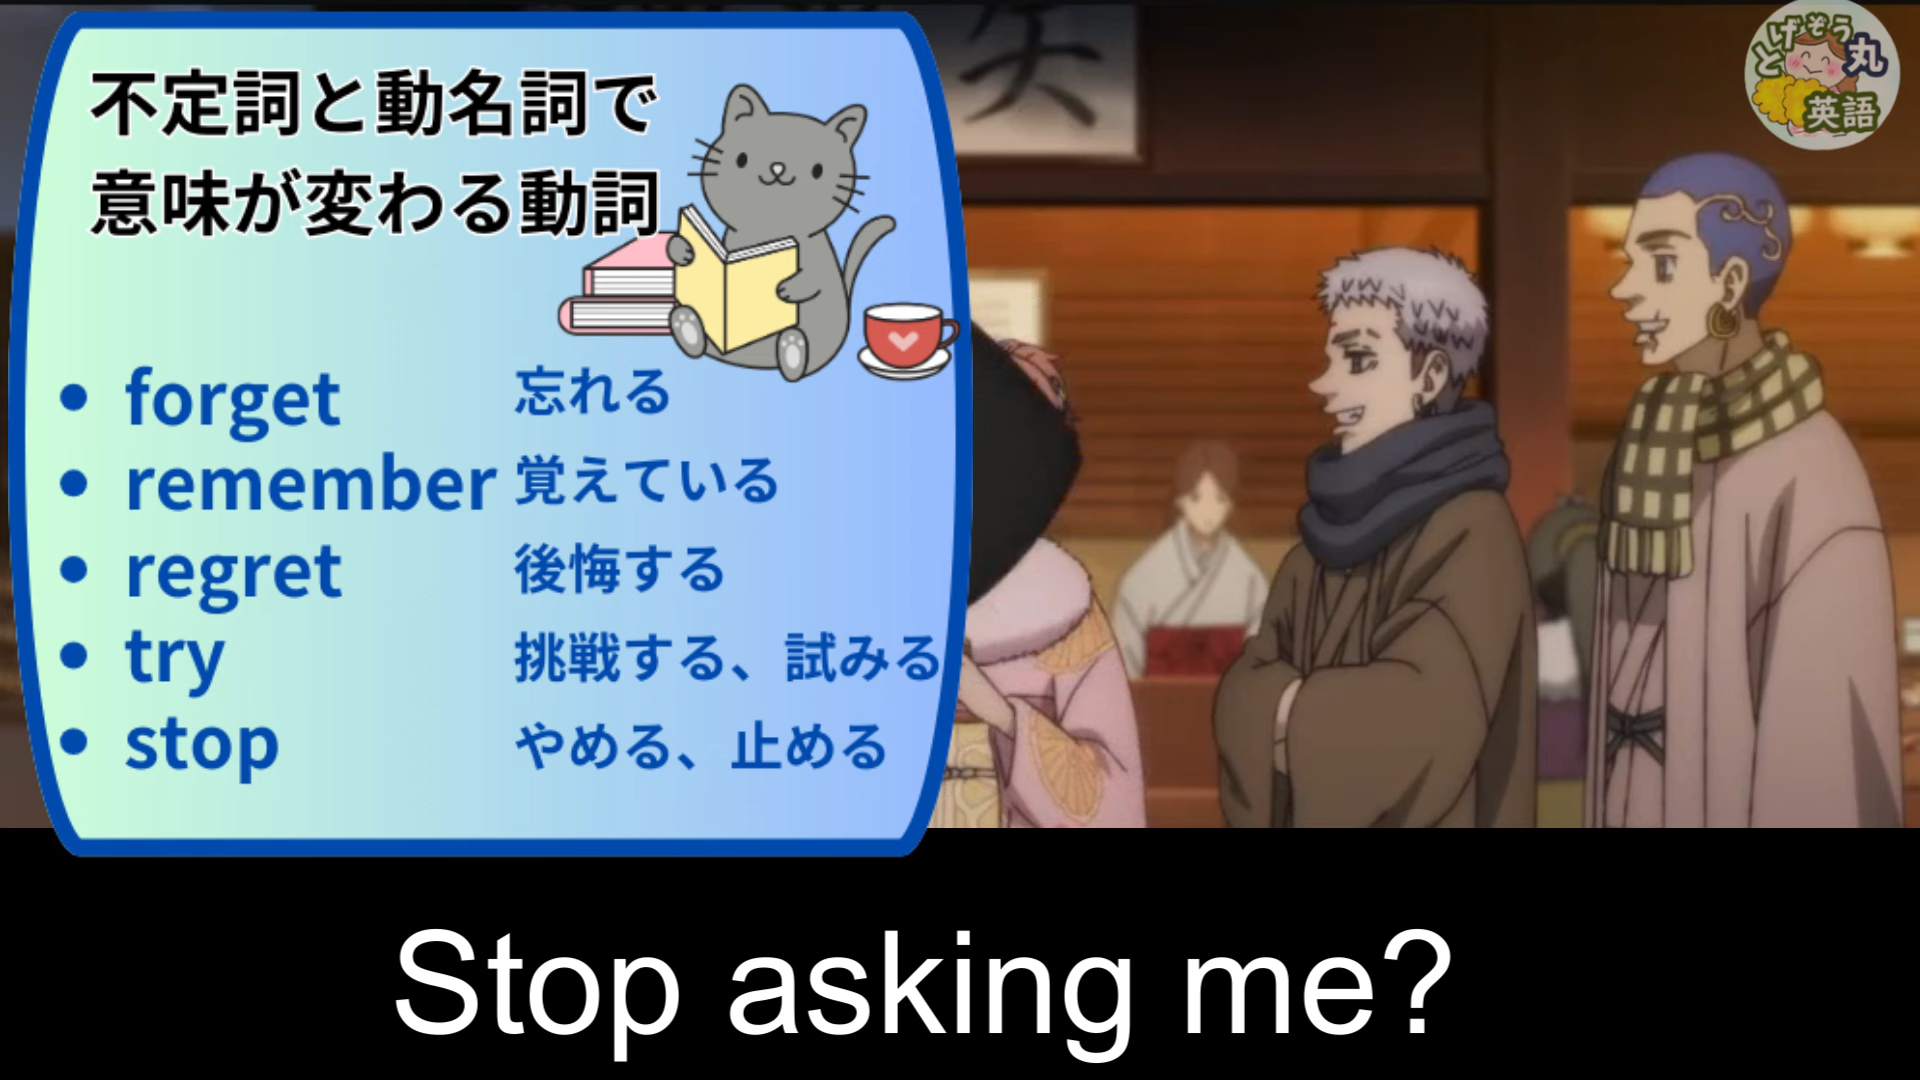 不定詞と動名詞で
意味が変わる動詞
• forget 忘れる
• remember 覚えている
• regret 後悔する
• try 挑戦する、試みる
• stop やめる、止める
とげぞう丸
英語
Stop asking me?